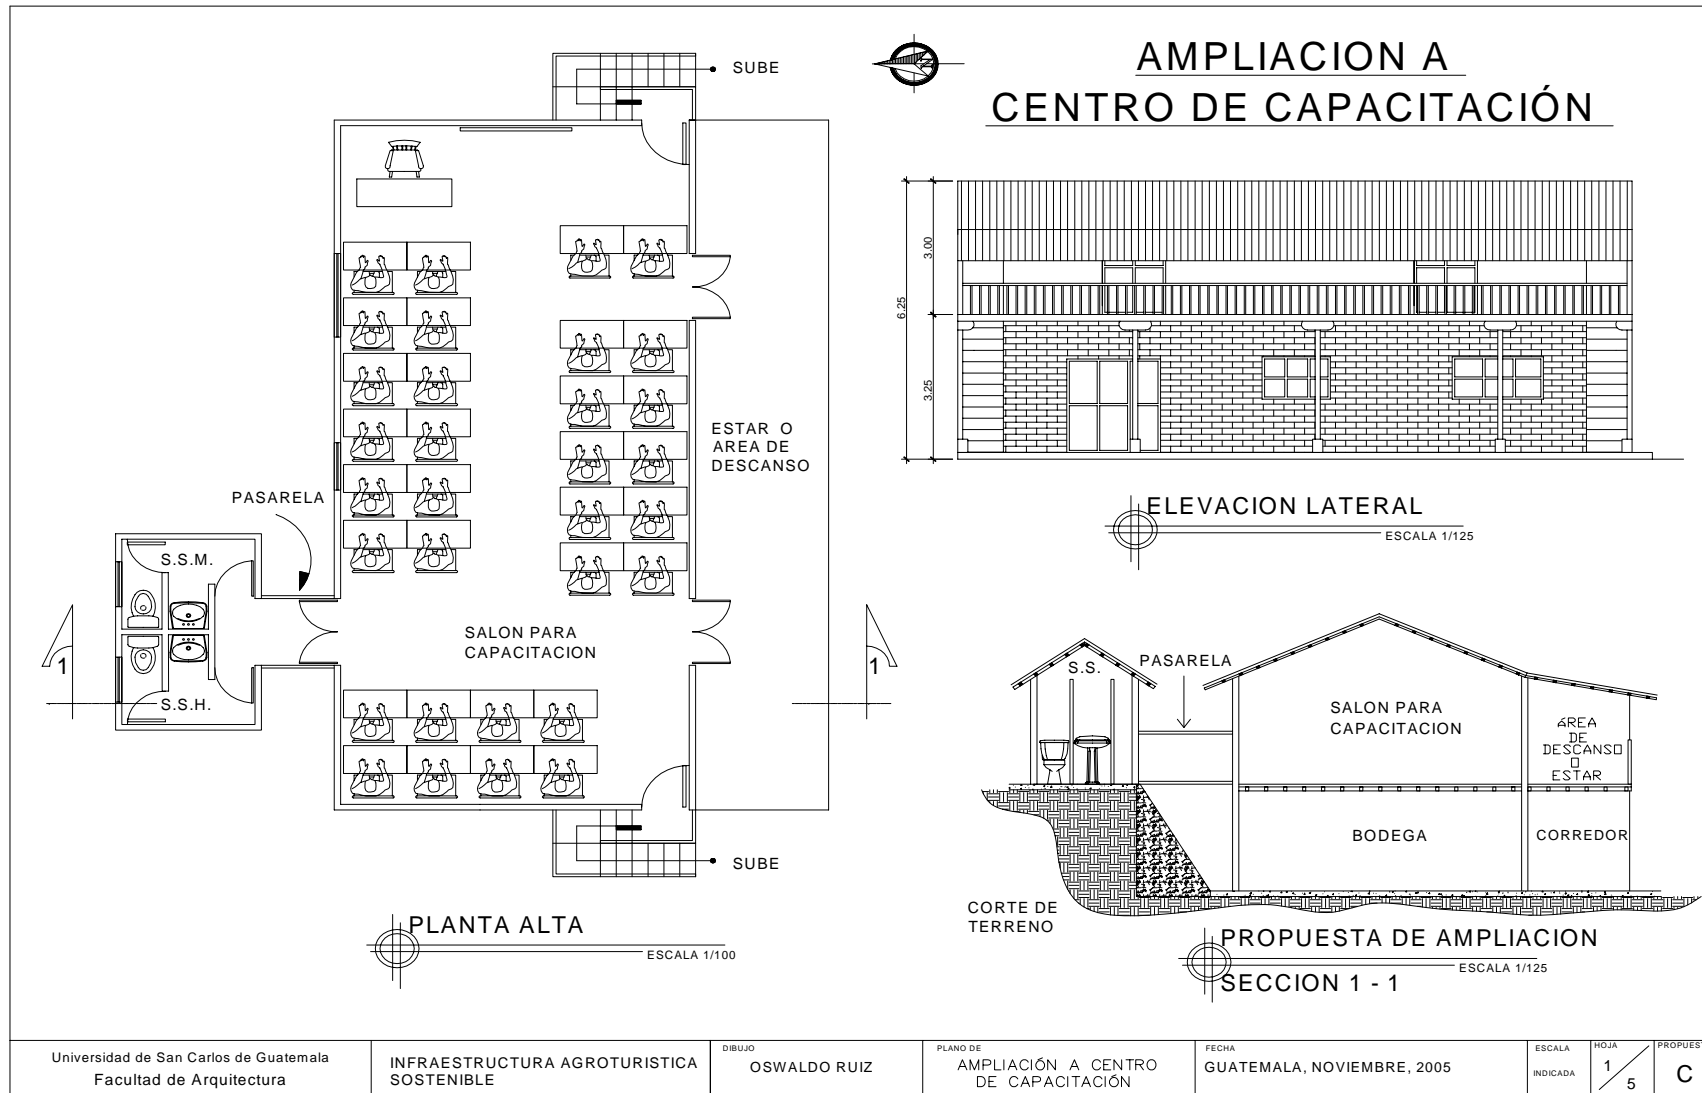 AMPLIACION A
CENTRO DE CAPACITACIÓN
N
SUBE
ESTAR O
AREA DE
DESCANSO
PASARELA
S.S.M.
S.S.H.
1
1
SALON PARA
CAPACITACION
SUBE
PLANTA ALTA
ESCALA 1/100
6.25
3.00
3.25
ELEVACION LATERAL
ESCALA 1/125
S.S.
PASARELA
SALON PARA
CAPACITACION
ÁREA
DE
DESCANSO
O
ESTAR
BODEGA
CORREDOR
CORTE DE
TERRENO
PROPUESTA DE AMPLIACION
ESCALA 1/125
SECCION 1 - 1
Universidad de San Carlos de Guatemala
Facultad de Arquitectura
INFRAESTRUCTURA AGROTURISTICA
SOSTENIBLE
DIBUJO
OSWALDO RUIZ
PLANO DE
AMPLIACIÓN A CENTRO
DE CAPACITACIÓN
FECHA
GUATEMALA, NOVIEMBRE, 2005
ESCALA
INDICADA
HOJA
1/5
PROPUEST
C